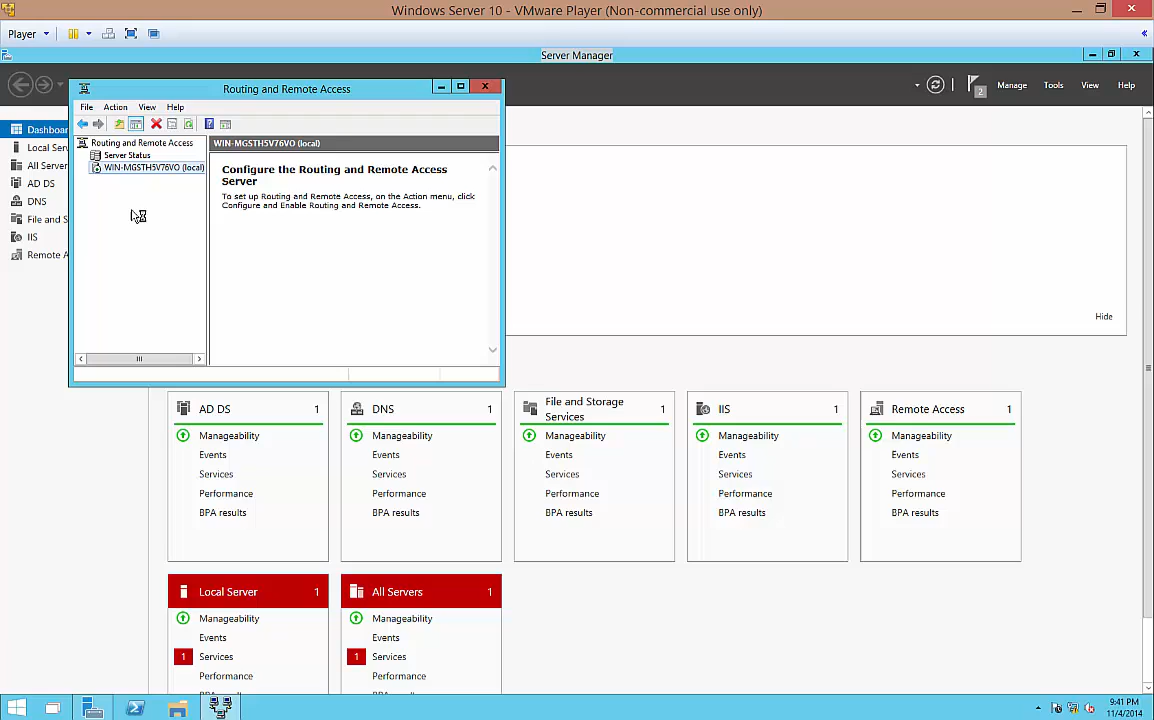 Windows Server 10 - VMware Player (Non-commercial use only)
Player
Server Manager
2
Manage
Tools
View
Help
Routing and Remote Access
File Action View Help
Routing and Remote Access
Server Status
WIN-MGSTH5V76VO (local)
WIN-MGSTH5V76VO (local)
Configure the Routing and Remote Access
Server
To set up Routing and Remote Access, on the Action menu, click
Configure and Enable Routing and Remote Access.
Dashboar
Local Serv
All Server
AD DS
DNS
File and S
IIS
Remote A
Hide
AD DS 1
Manageability
Events
Services
Performance
BPA results
DNS 1
Manageability
Events
Services
Performance
BPA results
File and Storage
Services 1
Manageability
Events
Services
Performance
BPA results
IIS 1
Manageability
Events
Services
Performance
BPA results
Remote Access 1
Manageability
Events
Services
Performance
BPA results
Local Server 1
Manageability
Events
1 Services
Performance
All Servers 1
Manageability
Events
1 Services
Performance
9:41 PM
11/4/2014